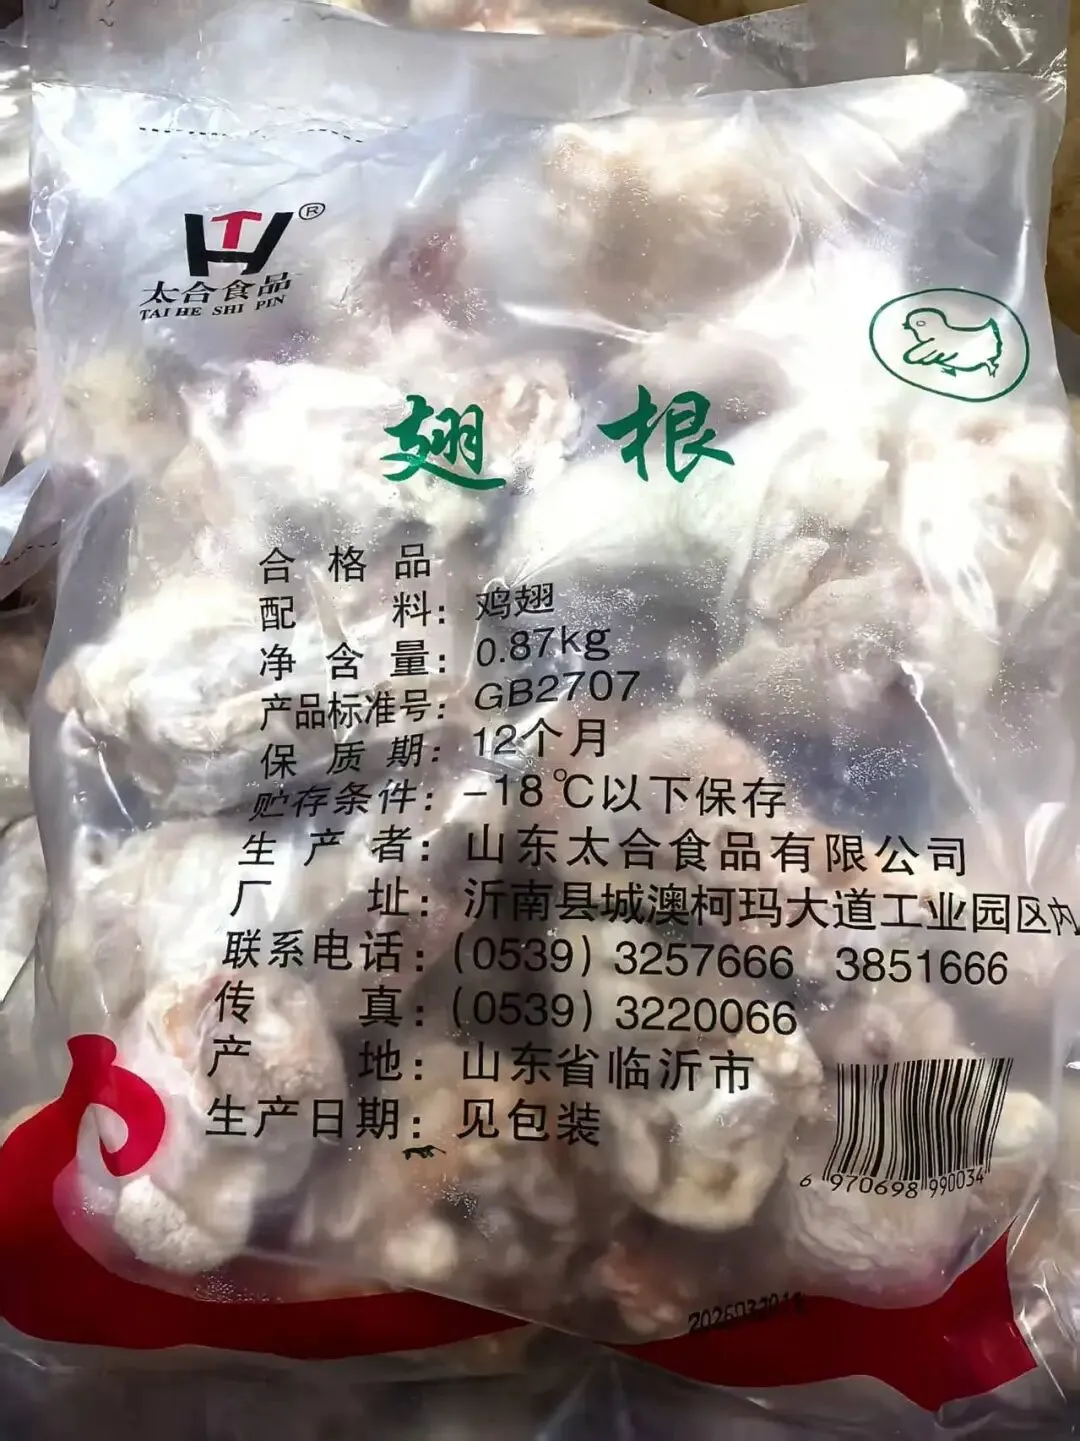 TH®
太合食品
TAI HE SHI PIN
翅 根
合格品
配料：鸡翅
净含量：0.87kg
产品标准号：GB2707
保质期：12个月
贮存条件：-18℃以下保存
生产者：山东太合食品有限公司
厂址：沂南县城澳柯玛大道工业园区内
联系电话：(0539) 3257666 3851666
传真：(0539) 3220066
产地：山东省临沂市
生产日期：见包装
6 970698 990034